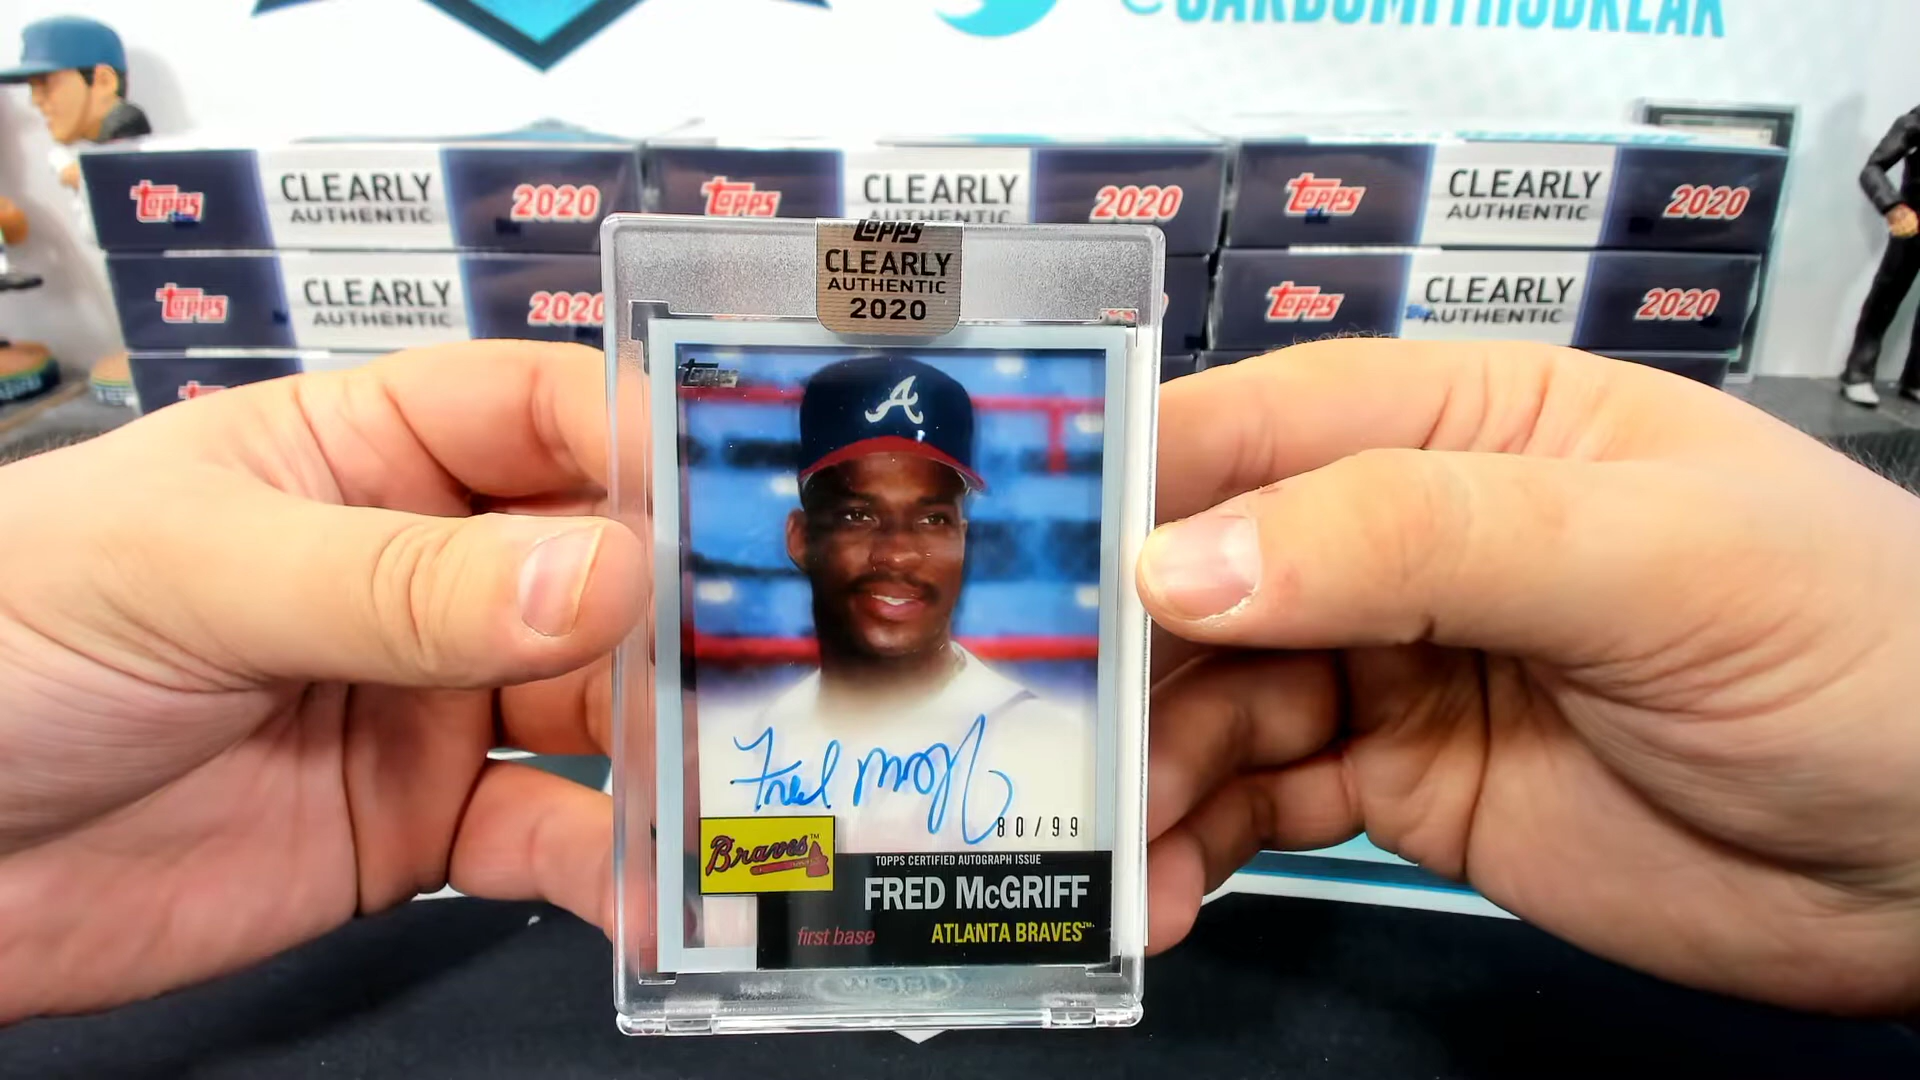 Topps
CLEARLY
AUTHENTIC
2020
Topps
CLEARLY
AUTHENTIC
2020
Topps
CLEARLY
AUTHENTIC
2020
Topps
CLEARLY
AUTHENTIC
2020
Topps
CLEARLY
AUTHENTIC
2020
Topps
CLEARLY
AUTHENTIC
2020
Topps
A
Fred McGriff
80/99
Braves™
TOPPS CERTIFIED AUTOGRAPH ISSUE
FRED McGRIFF
first base
ATLANTA BRAVES™